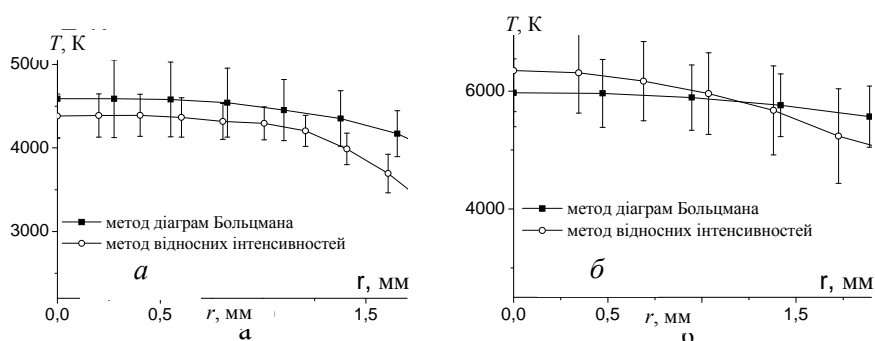 T, К
5000
4000
3000
метод діаграм Больцмана
метод відносних інтенсивностей
а
r, мм
0,0
0,5
r, мм
1,5
а
T, К
6000
4000
метод діаграм Больцмана
метод відносних інтенсивностей
б
r, мм
0,0
0,5
r, мм
1,5